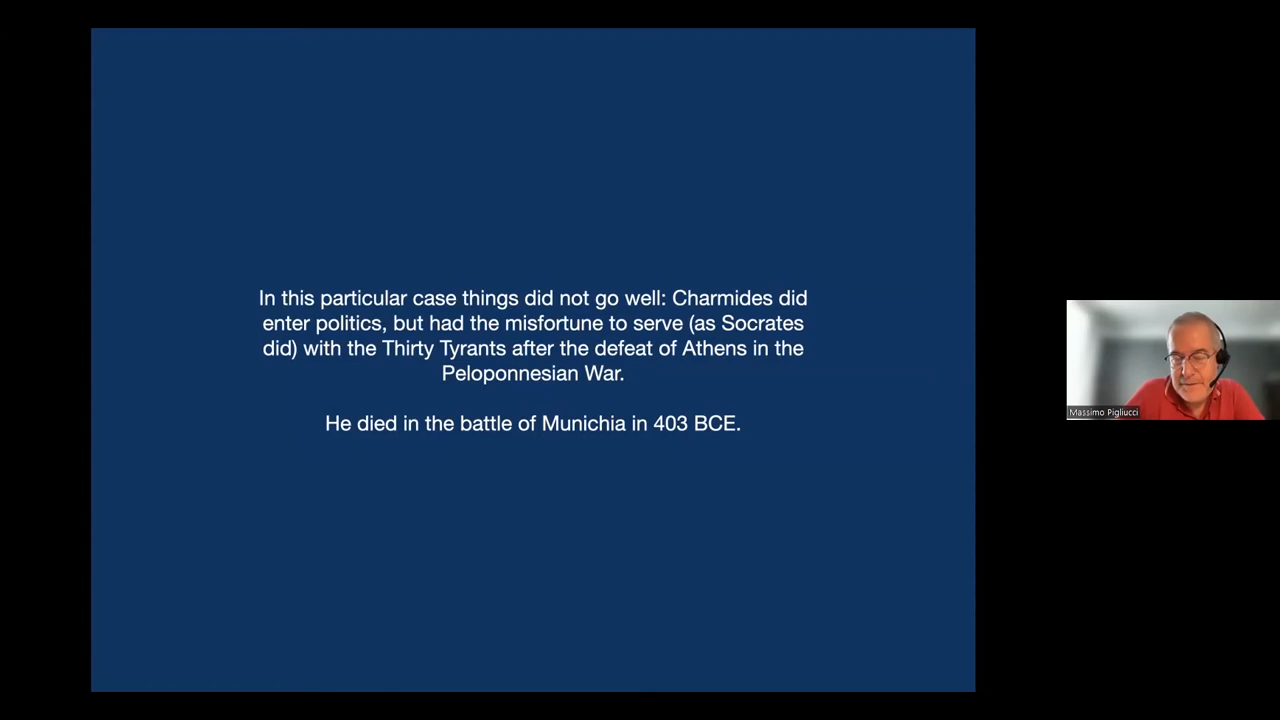 In this particular case things did not go well: Charmides did
enter politics, but had the misfortune to serve (as Socrates
did) with the Thirty Tyrants after the defeat of Athens in the
Peloponnesian War.
He died in the battle of Munichia in 403 BCE.
Massimo Pigliucci